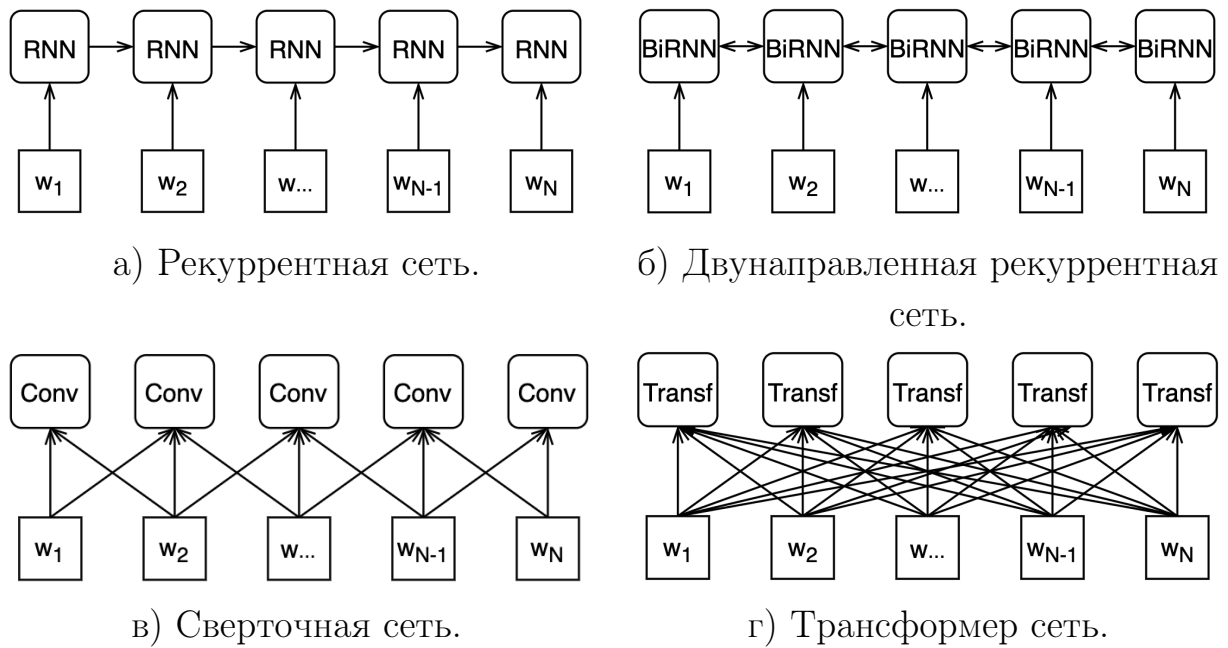 RNN RNN RNN RNN RNN
w1 w2 w... wN-1 wN
а) Рекуррентная сеть.
BiRNN BiRNN BiRNN BiRNN BiRNN
w1 w2 w... wN-1 wN
б) Двунаправленная рекуррентная
сеть.
Conv Conv Conv Conv Conv
w1 w2 w... wN-1 wN
в) Сверточная сеть.
Transf Transf Transf Transf Transf
w1 w2 w... wN-1 wN
г) Трансформер сеть.